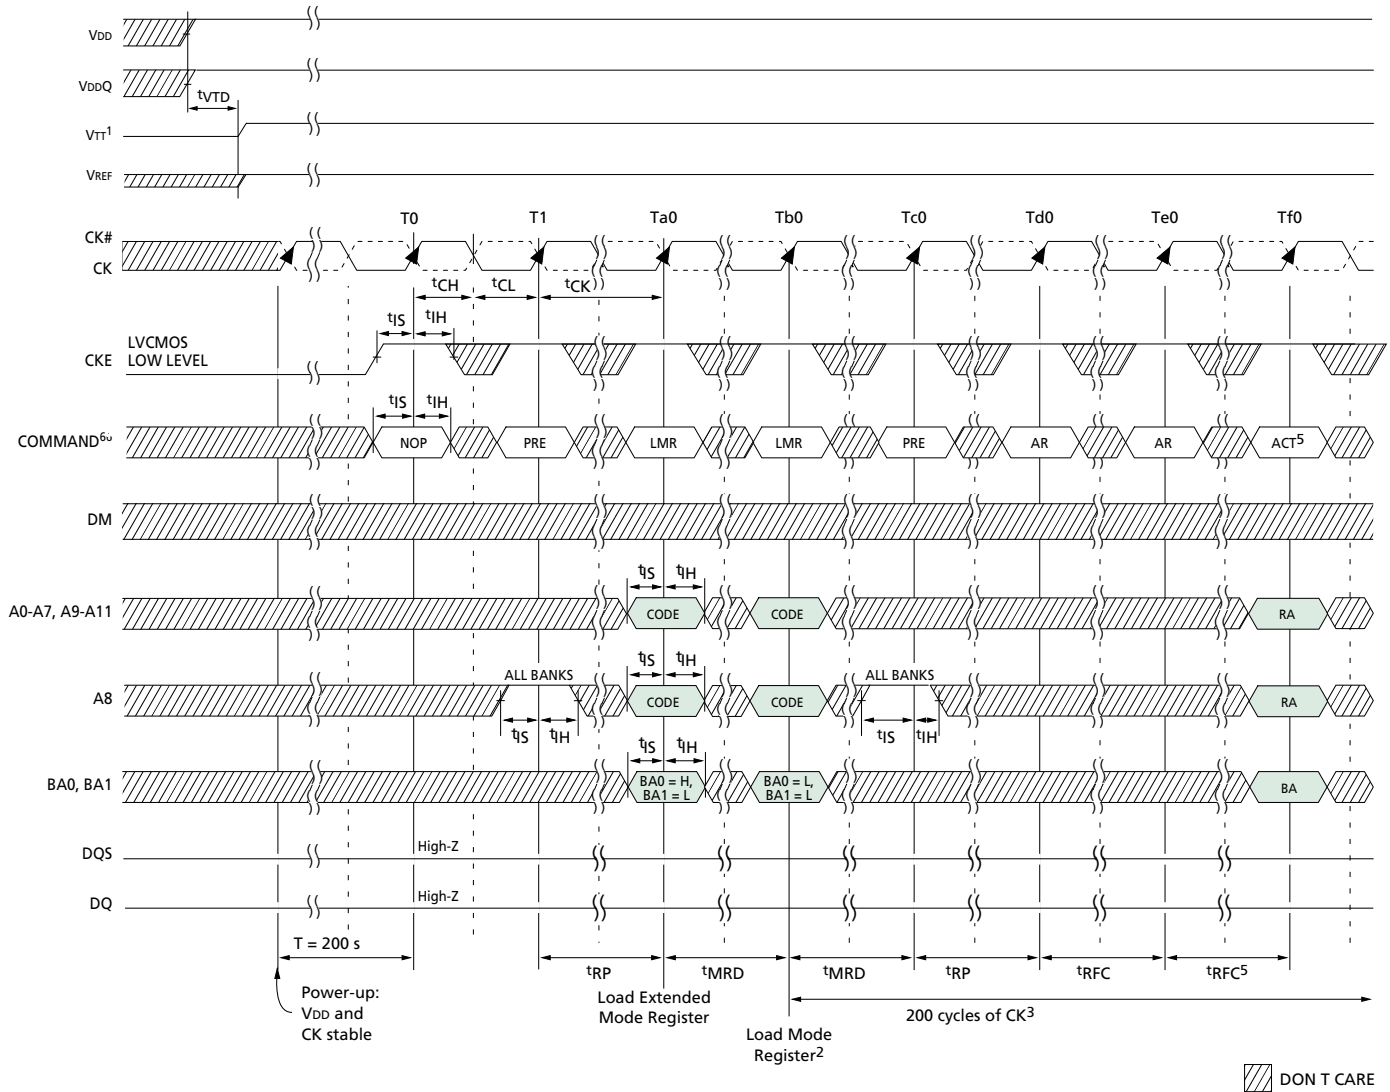 VDD
VDDQ
tVTD
VTT1
VREF
T0 T1 Ta0 Tb0 Tc0 Td0 Te0 Tf0
CK#
CK
tCH tCL tCK
tIS tIH
LVCMOS
LOW LEVEL
CKE
tIS tIH
COMMAND6
NOP PRE LMR LMR PRE AR AR ACT5
DM
tIS tIH
A0-A7, A9-A11
CODE CODE RA
ALL BANKS tIS tIH ALL BANKS
A8
CODE CODE RA
tIS tIH tIS tIH
tIS tIH
BA0, BA1
BA0 = H,
BA1 = L
BA0 = L,
BA1 = L
BA
DQS
High-Z
DQ
High-Z
T = 200 s
tRP tMRD tMRD tRP tRFC tRFC5
Power-up:
VDD and
CK stable
Load Extended
Mode Register
200 cycles of CK3
Load Mode
Register2
DON T CARE